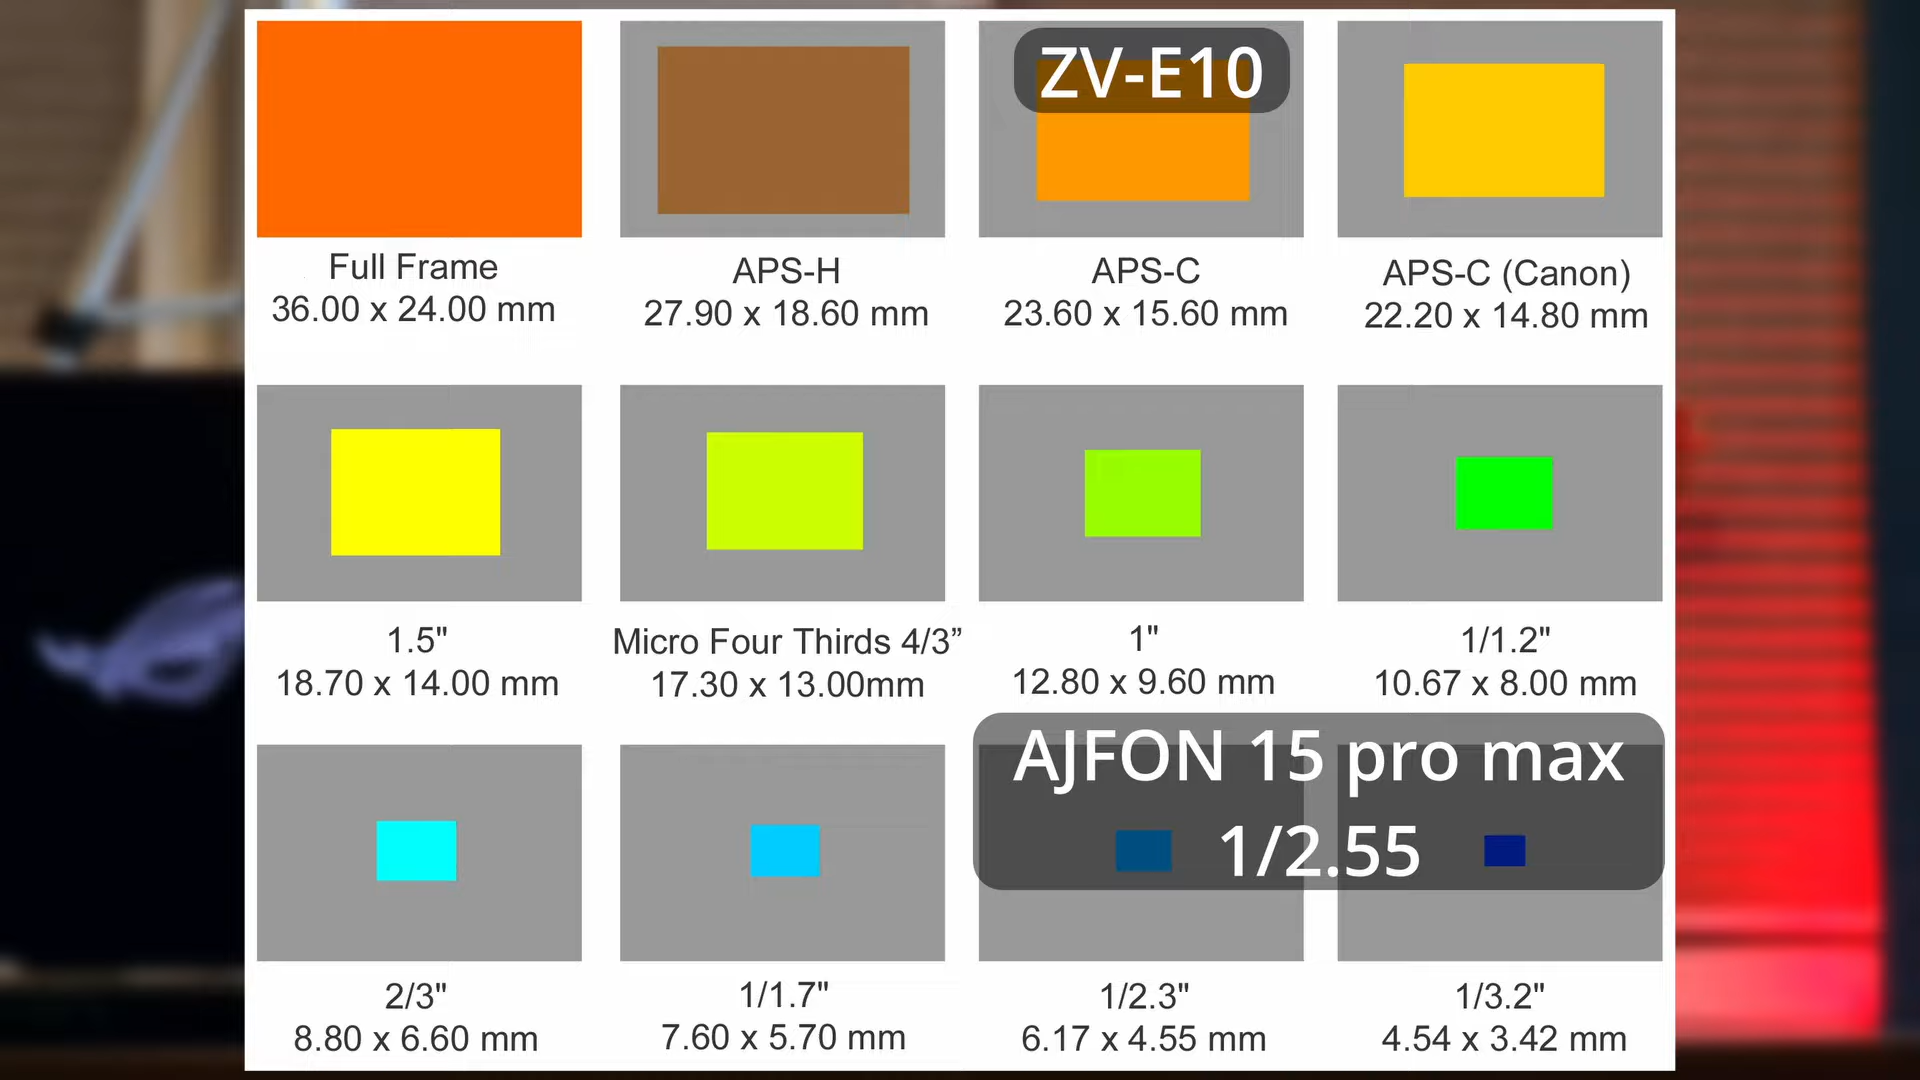 ZV-E10
Full Frame
36.00 x 24.00 mm
APS-H
27.90 x 18.60 mm
APS-C
23.60 x 15.60 mm
APS-C (Canon)
22.20 x 14.80 mm
1.5"
18.70 x 14.00 mm
Micro Four Thirds 4/3”
17.30 x 13.00mm
1"
12.80 x 9.60 mm
1/1.2"
10.67 x 8.00 mm
AJFON 15 pro max
1/2.55
2/3"
8.80 x 6.60 mm
1/1.7"
7.60 x 5.70 mm
1/2.3"
6.17 x 4.55 mm
1/3.2"
4.54 x 3.42 mm